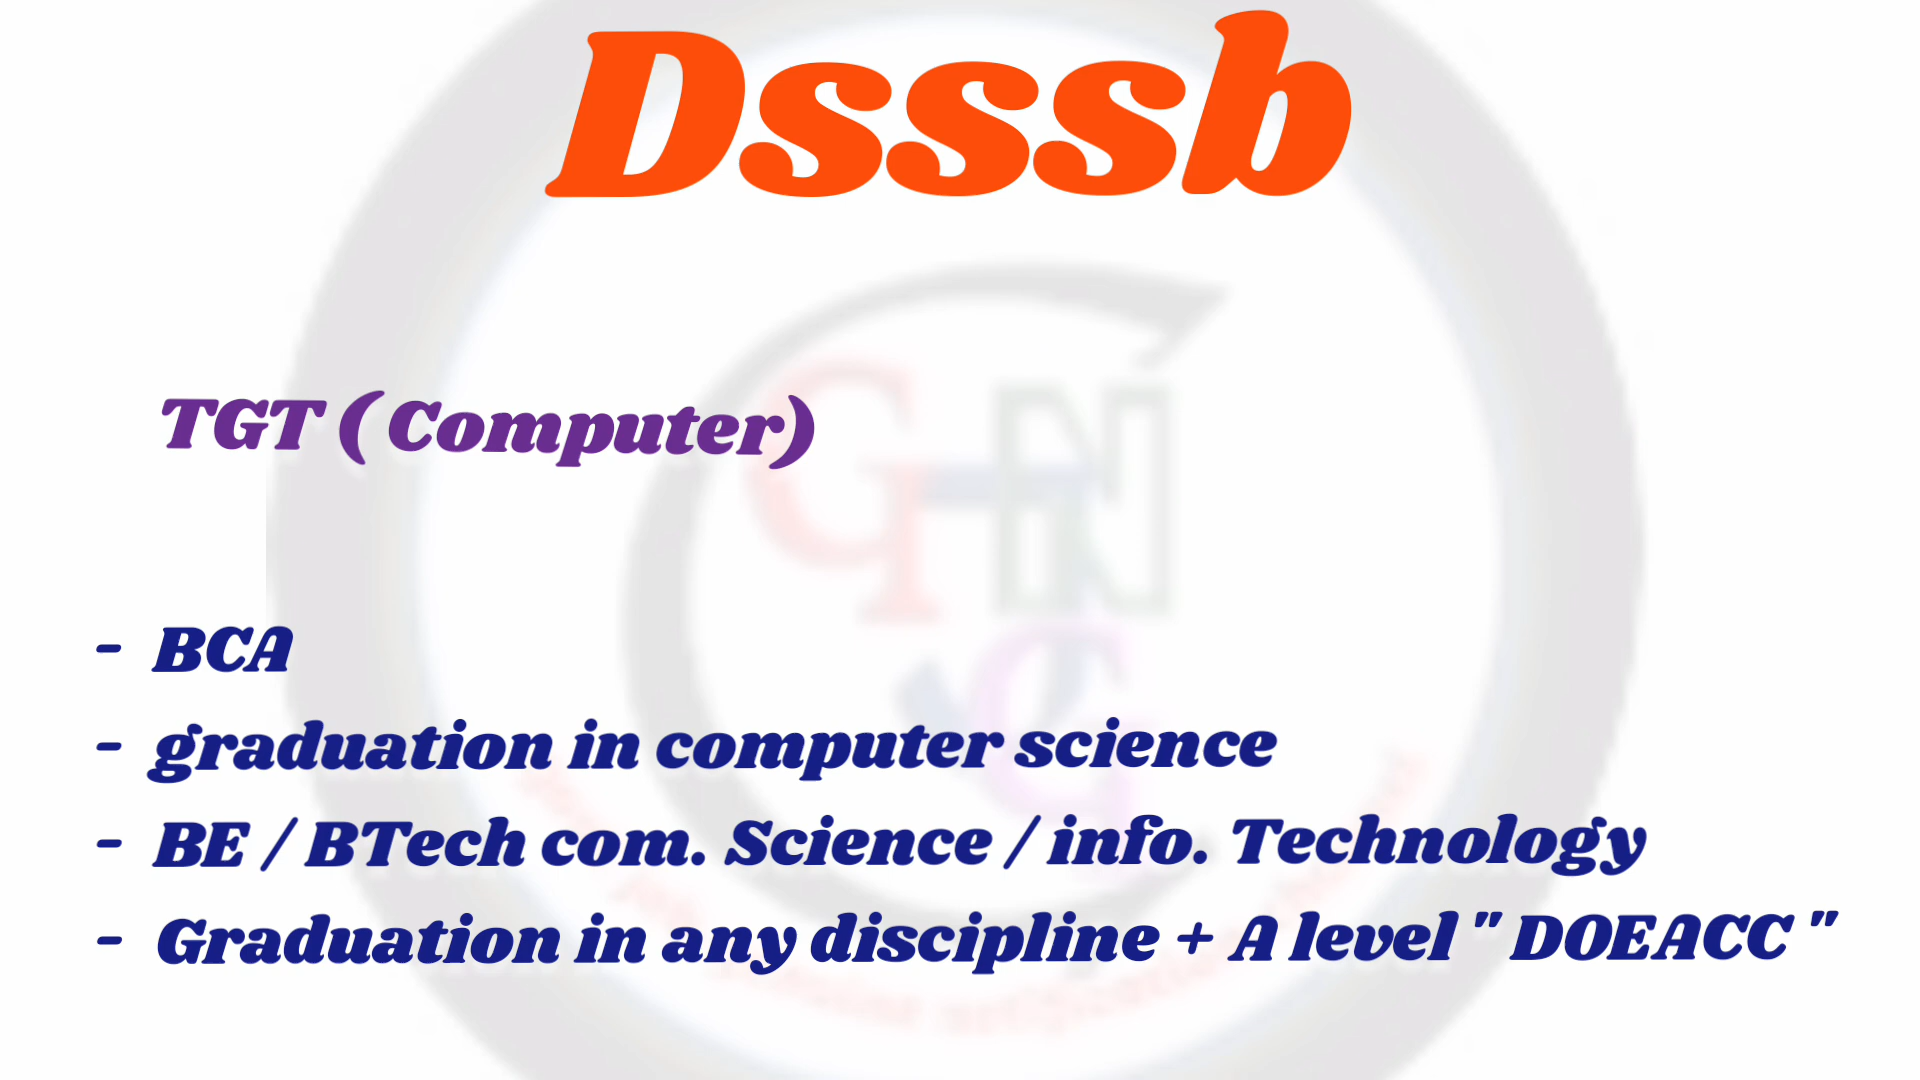 Dsssb
TGT ( Computer)
- BCA
- graduation in computer science
- BE / BTech com. Science / info. Technology
- Graduation in any discipline + A level " DOEACC "